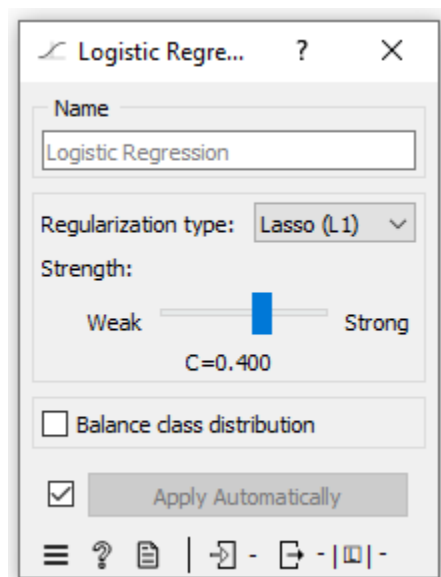 Logistic Regre... ? ×
Name
Logistic Regression
Regularization type: Lasso (L1)
Strength:
Weak Strong
C=0.400
Balance class distribution
Apply Automatically
? - - | | -